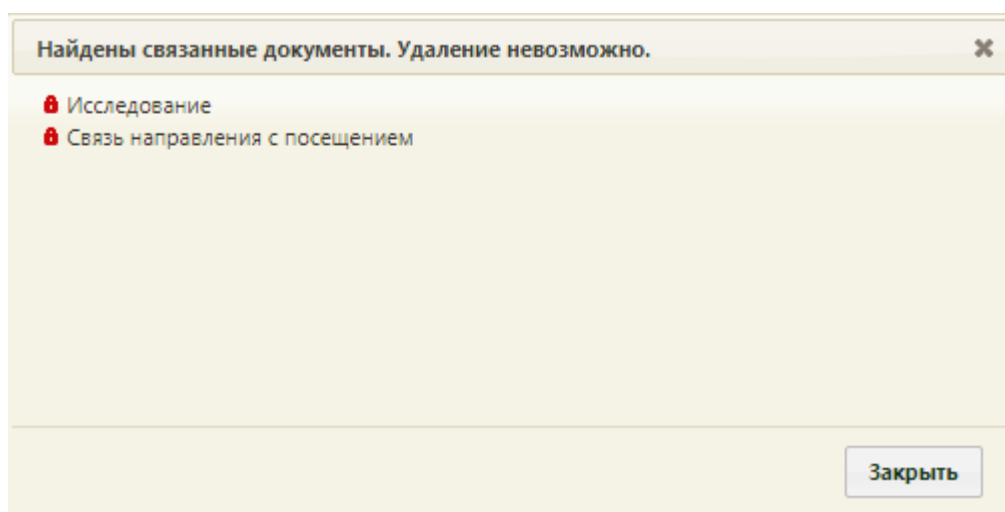 Найдены связанные документы. Удаление невозможно.
Исследование
Связь направления с посещением
Закрыть